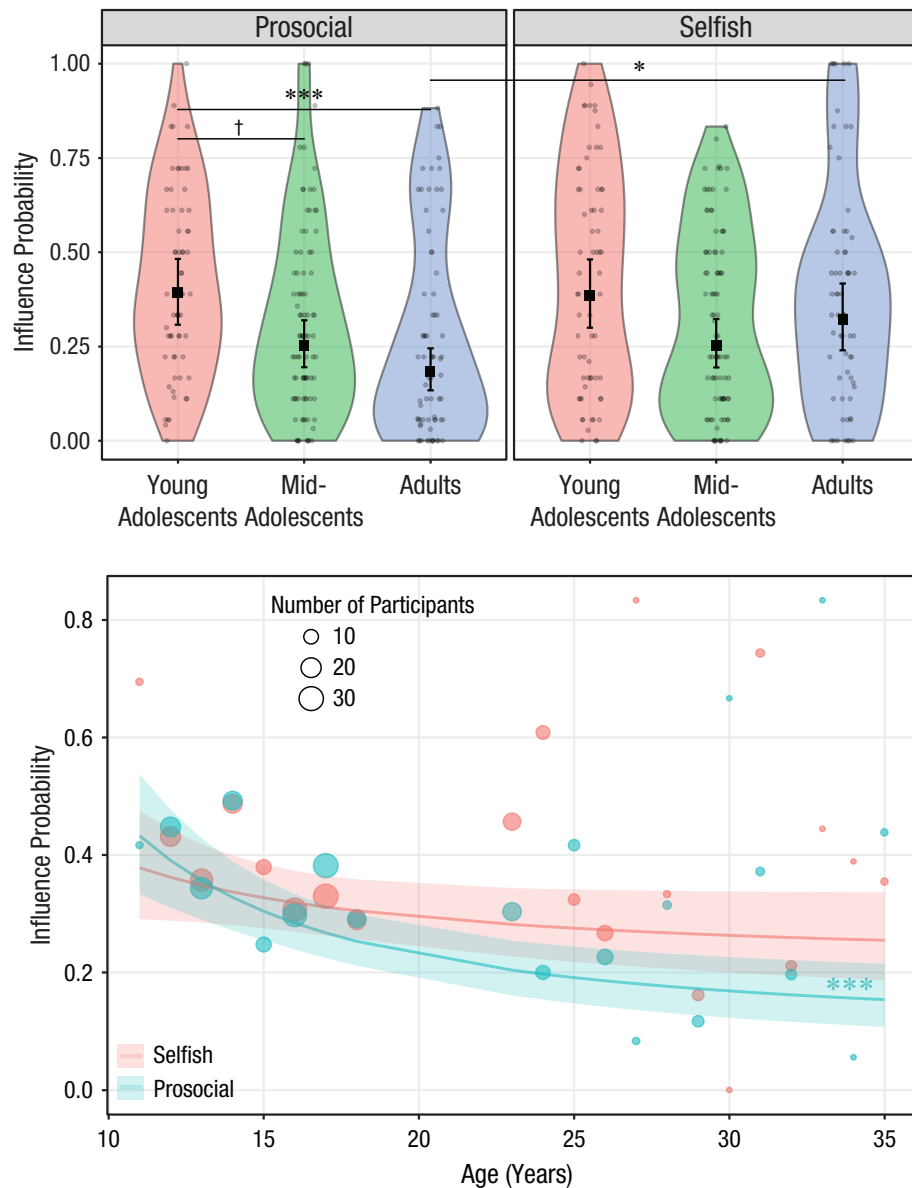 Prosocial
Selfish
Influence Probability
1.00
0.75
0.50
0.25
0.00
***
†
*
Young
Adolescents
Mid-
Adolescents
Adults
Young
Adolescents
Mid-
Adolescents
Adults
Influence Probability
0.8
0.6
0.4
0.2
0.0
Number of Participants
10
20
30
***
Selfish
Prosocial
10
15
20
25
30
35
Age (Years)